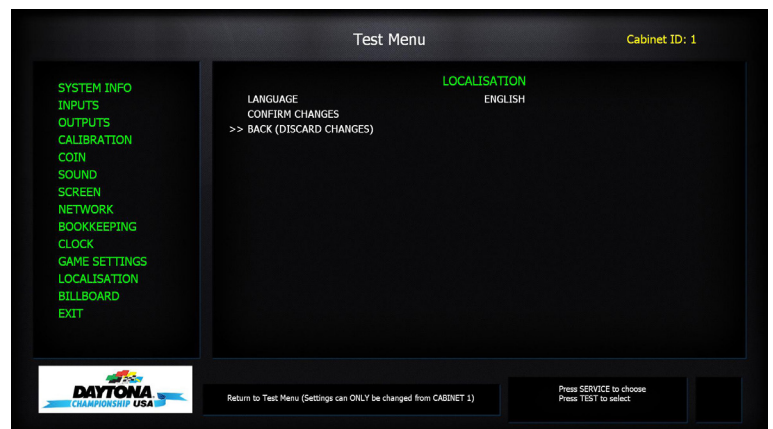 Test Menu
Cabinet ID: 1
SYSTEM INFO
INPUTS
OUTPUTS
CALIBRATION
COIN
SOUND
SCREEN
NETWORK
BOOKKEEPING
CLOCK
GAME SETTINGS
LOCALISATION
BILLBOARD
EXIT
LOCALISATION
LANGUAGE ENGLISH
CONFIRM CHANGES
>> BACK (DISCARD CHANGES)
DAYTONA
CHAMPIONSHIP USA
Return to Test Menu (Settings can ONLY be changed from CABINET 1)
Press SERVICE to choose
Press TEST to select